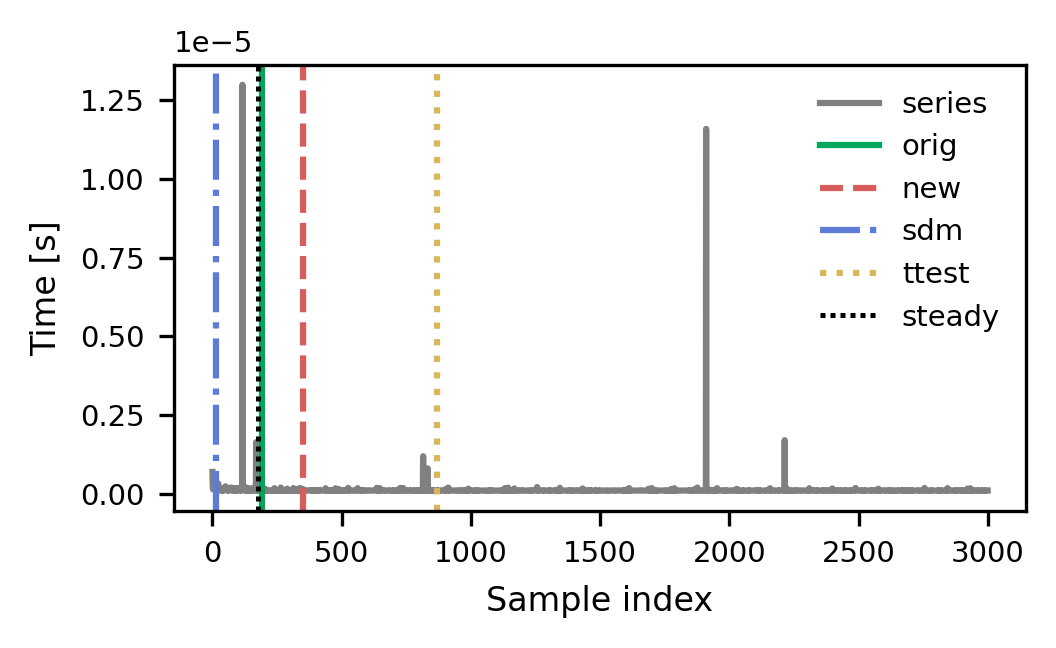 1e−5
1.25
1.00
0.75
0.50
0.25
0.00
Time [s]
series
orig
new
sdm
ttest
steady
0 500 1000 1500 2000 2500 3000
Sample index